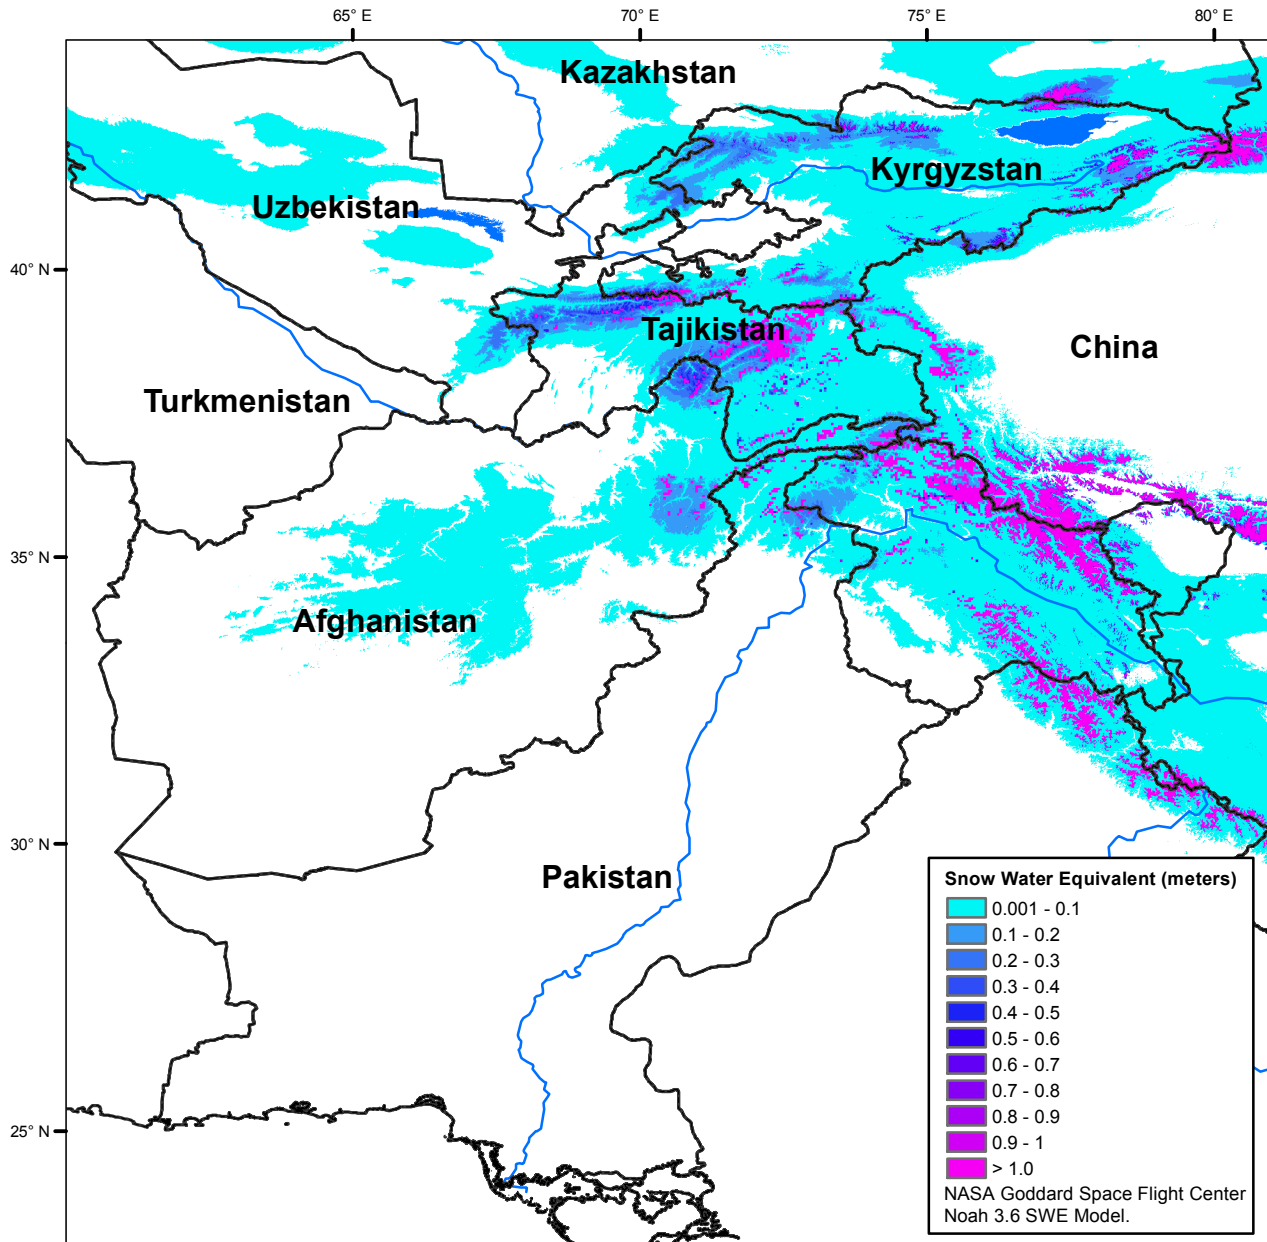 65° E
70° E
75° E
80° E
Kazakhstan
Kyrgyzstan
Uzbekistan
40° N
Tajikistan
China
Turkmenistan
35° N
Afghanistan
30° N
Pakistan
25° N
Snow Water Equivalent (meters)
0.001 - 0.1
0.1 - 0.2
0.2 - 0.3
0.3 - 0.4
0.4 - 0.5
0.5 - 0.6
0.6 - 0.7
0.7 - 0.8
0.8 - 0.9
0.9 - 1
> 1.0
NASA Goddard Space Flight Center
Noah 3.6 SWE Model.